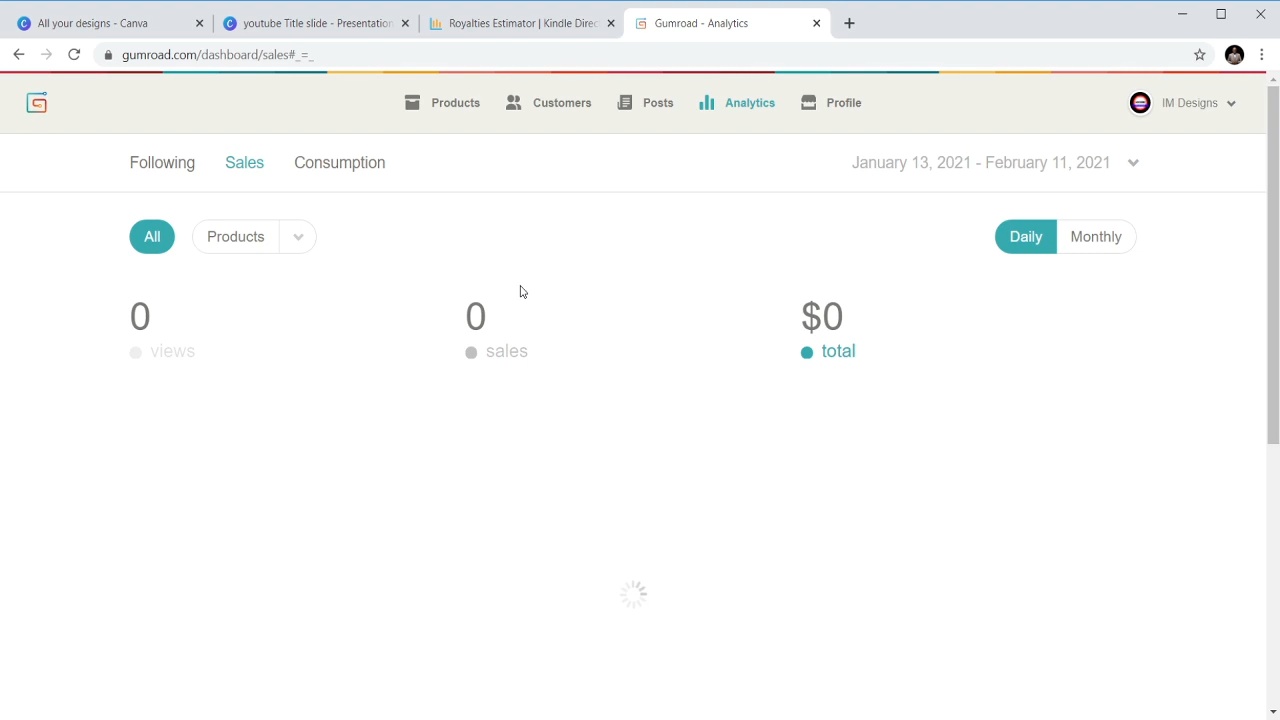 All your designs - Canva
youtube Title slide - Presentation
Royalties Estimator | Kindle Direc
Gumroad - Analytics
gumroad.com/dashboard/sales#_=_
Products
Customers
Posts
Analytics
Profile
IM Designs
Following
Sales
Consumption
January 13, 2021 - February 11, 2021
All
Products
Daily
Monthly
0
views
0
sales
$0
total